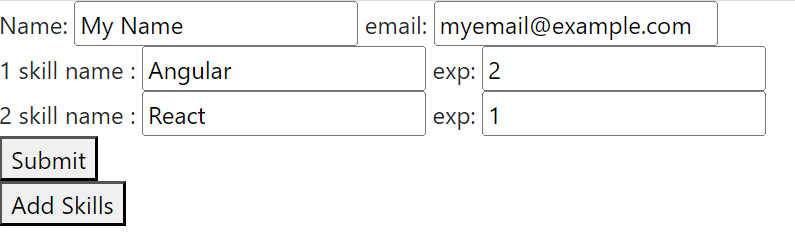 Name: My Name email: myemail@example.com
1 skill name : Angular exp: 2
2 skill name : React exp: 1
Submit
Add Skills